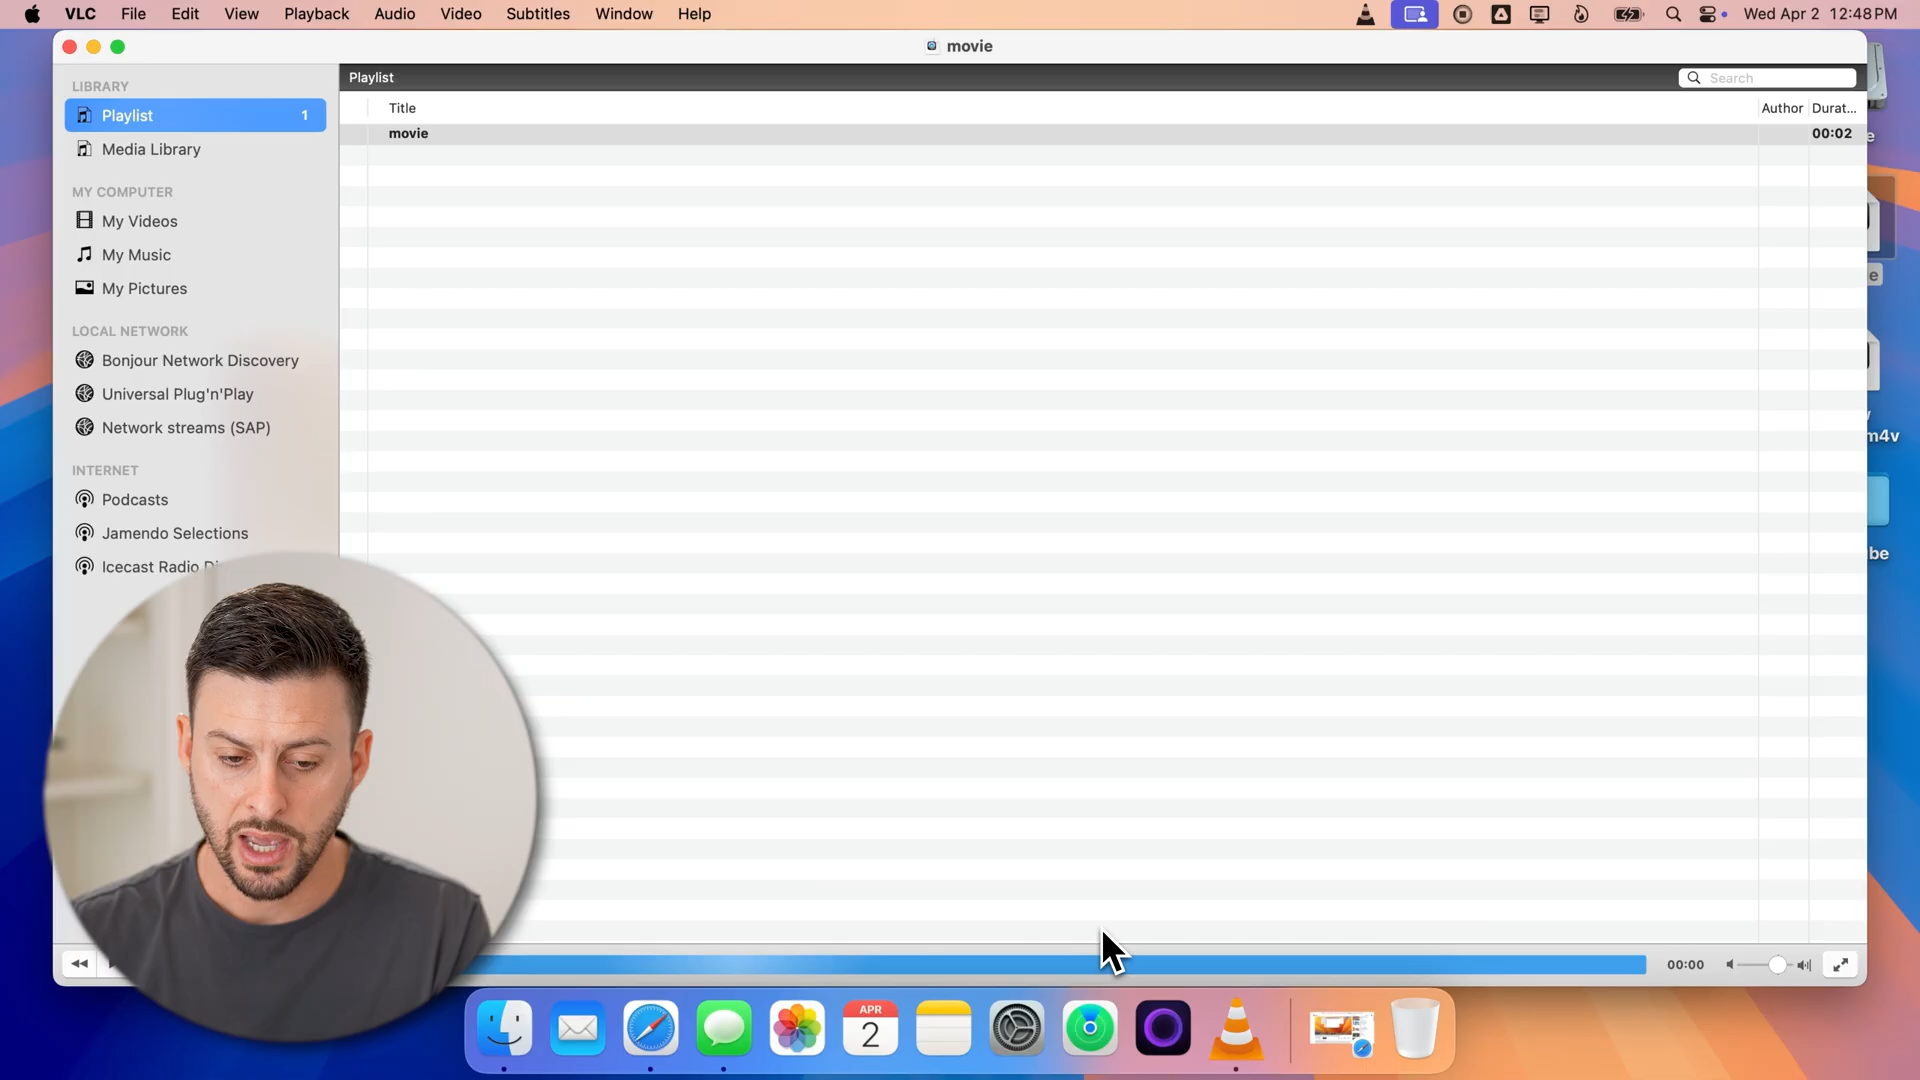 VLC File Edit View Playback Audio Video Subtitles Window Help Wed Apr 2 12:48 PM
movie
LIBRARY
Playlist 1
Media Library
MY COMPUTER
My Videos
My Music
My Pictures
LOCAL NETWORK
Bonjour Network Discovery
Universal Plug'n'Play
Network streams (SAP)
INTERNET
Podcasts
Jamendo Selections
Icecast Radio Di
Playlist
Search
Title Author Durat...
movie 00:02
e
e
m4v
be
00:00
APR
2